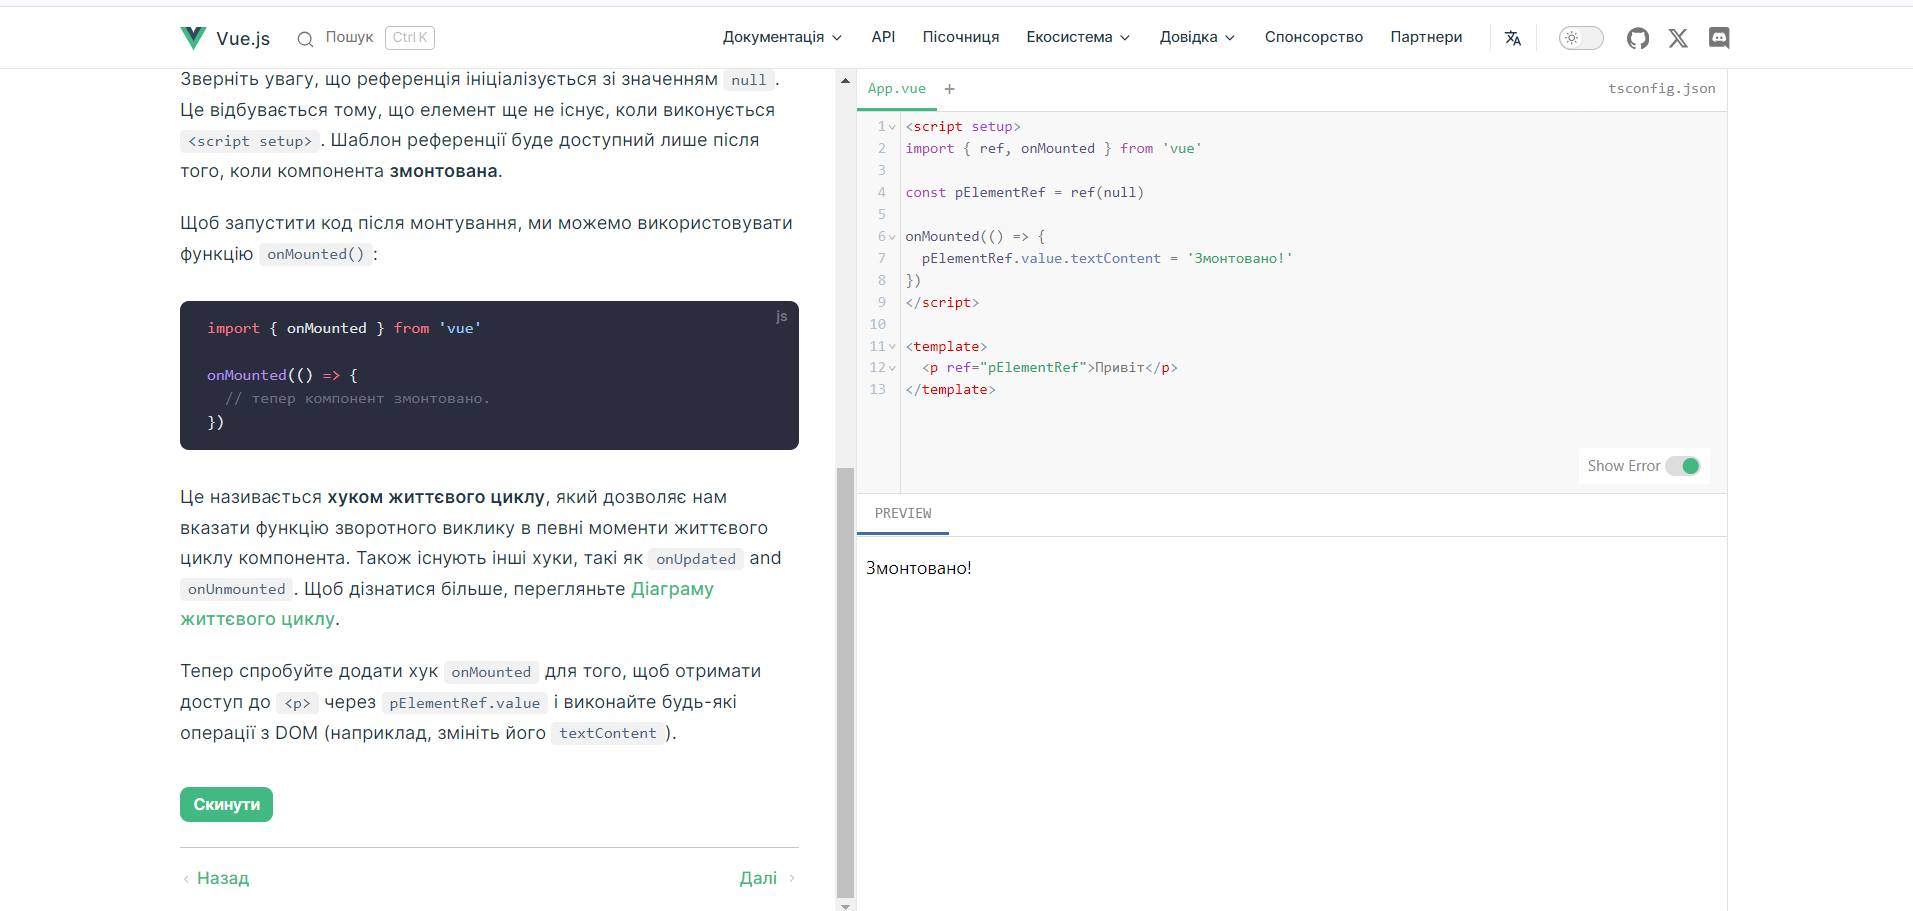 Vue.js
Пошук
Ctrl K
Документація
API
Пісочниця
Екосистема
Довідка
Спонсорство
Партнери
Зверніть увагу, що референція ініціалізується зі значенням null.
Це відбувається тому, що елемент ще не існує, коли виконується
<script setup>. Шаблон референції буде доступний лише після
того, коли компонента змонтована.
Щоб запустити код після монтування, ми можемо використовувати
функцію onMounted():
js
import { onMounted } from 'vue'
onMounted(() => {
// тепер компонент змонтовано.
})
Це називається хуком життєвого циклу, який дозволяє нам
вказати функцію зворотного виклику в певні моменти життєвого
циклу компонента. Також існують інші хуки, такі як onUpdated and
onUnmounted. Щоб дізнатися більше, перегляньте Діаграму
життєвого циклу.
Тепер спробуйте додати хук onMounted для того, щоб отримати
доступ до <p> через pElementRef.value і виконайте будь-які
операції з DOM (наприклад, змініть його textContent).
Скинути
Назад
Далі
App.vue +
tsconfig.json
1 <script setup>
2 import { ref, onMounted } from 'vue'
3
4 const pElementRef = ref(null)
5
6 onMounted(() => {
7 pElementRef.value.textContent = 'Змонтовано!'
8 })
9 </script>
10
11 <template>
12 <p ref="pElementRef">Привіт</p>
13 </template>
Show Error
PREVIEW
Змонтовано!